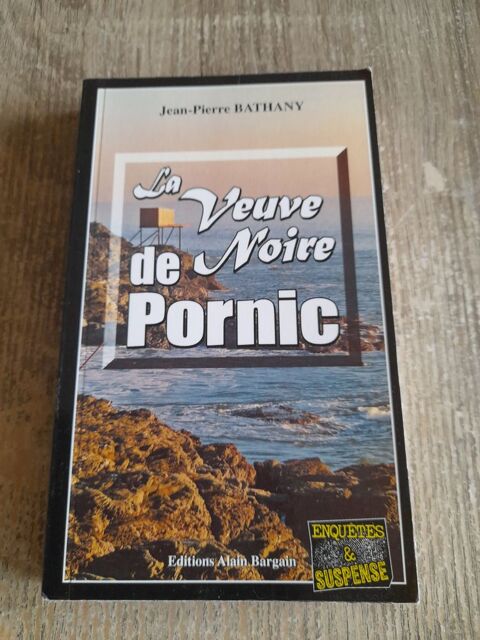 Jean-Pierre BATHANY
La Veuve
de Noire
Pornic
Editions Alain Bargain
ENQUÊTES
&
SUSPENSE